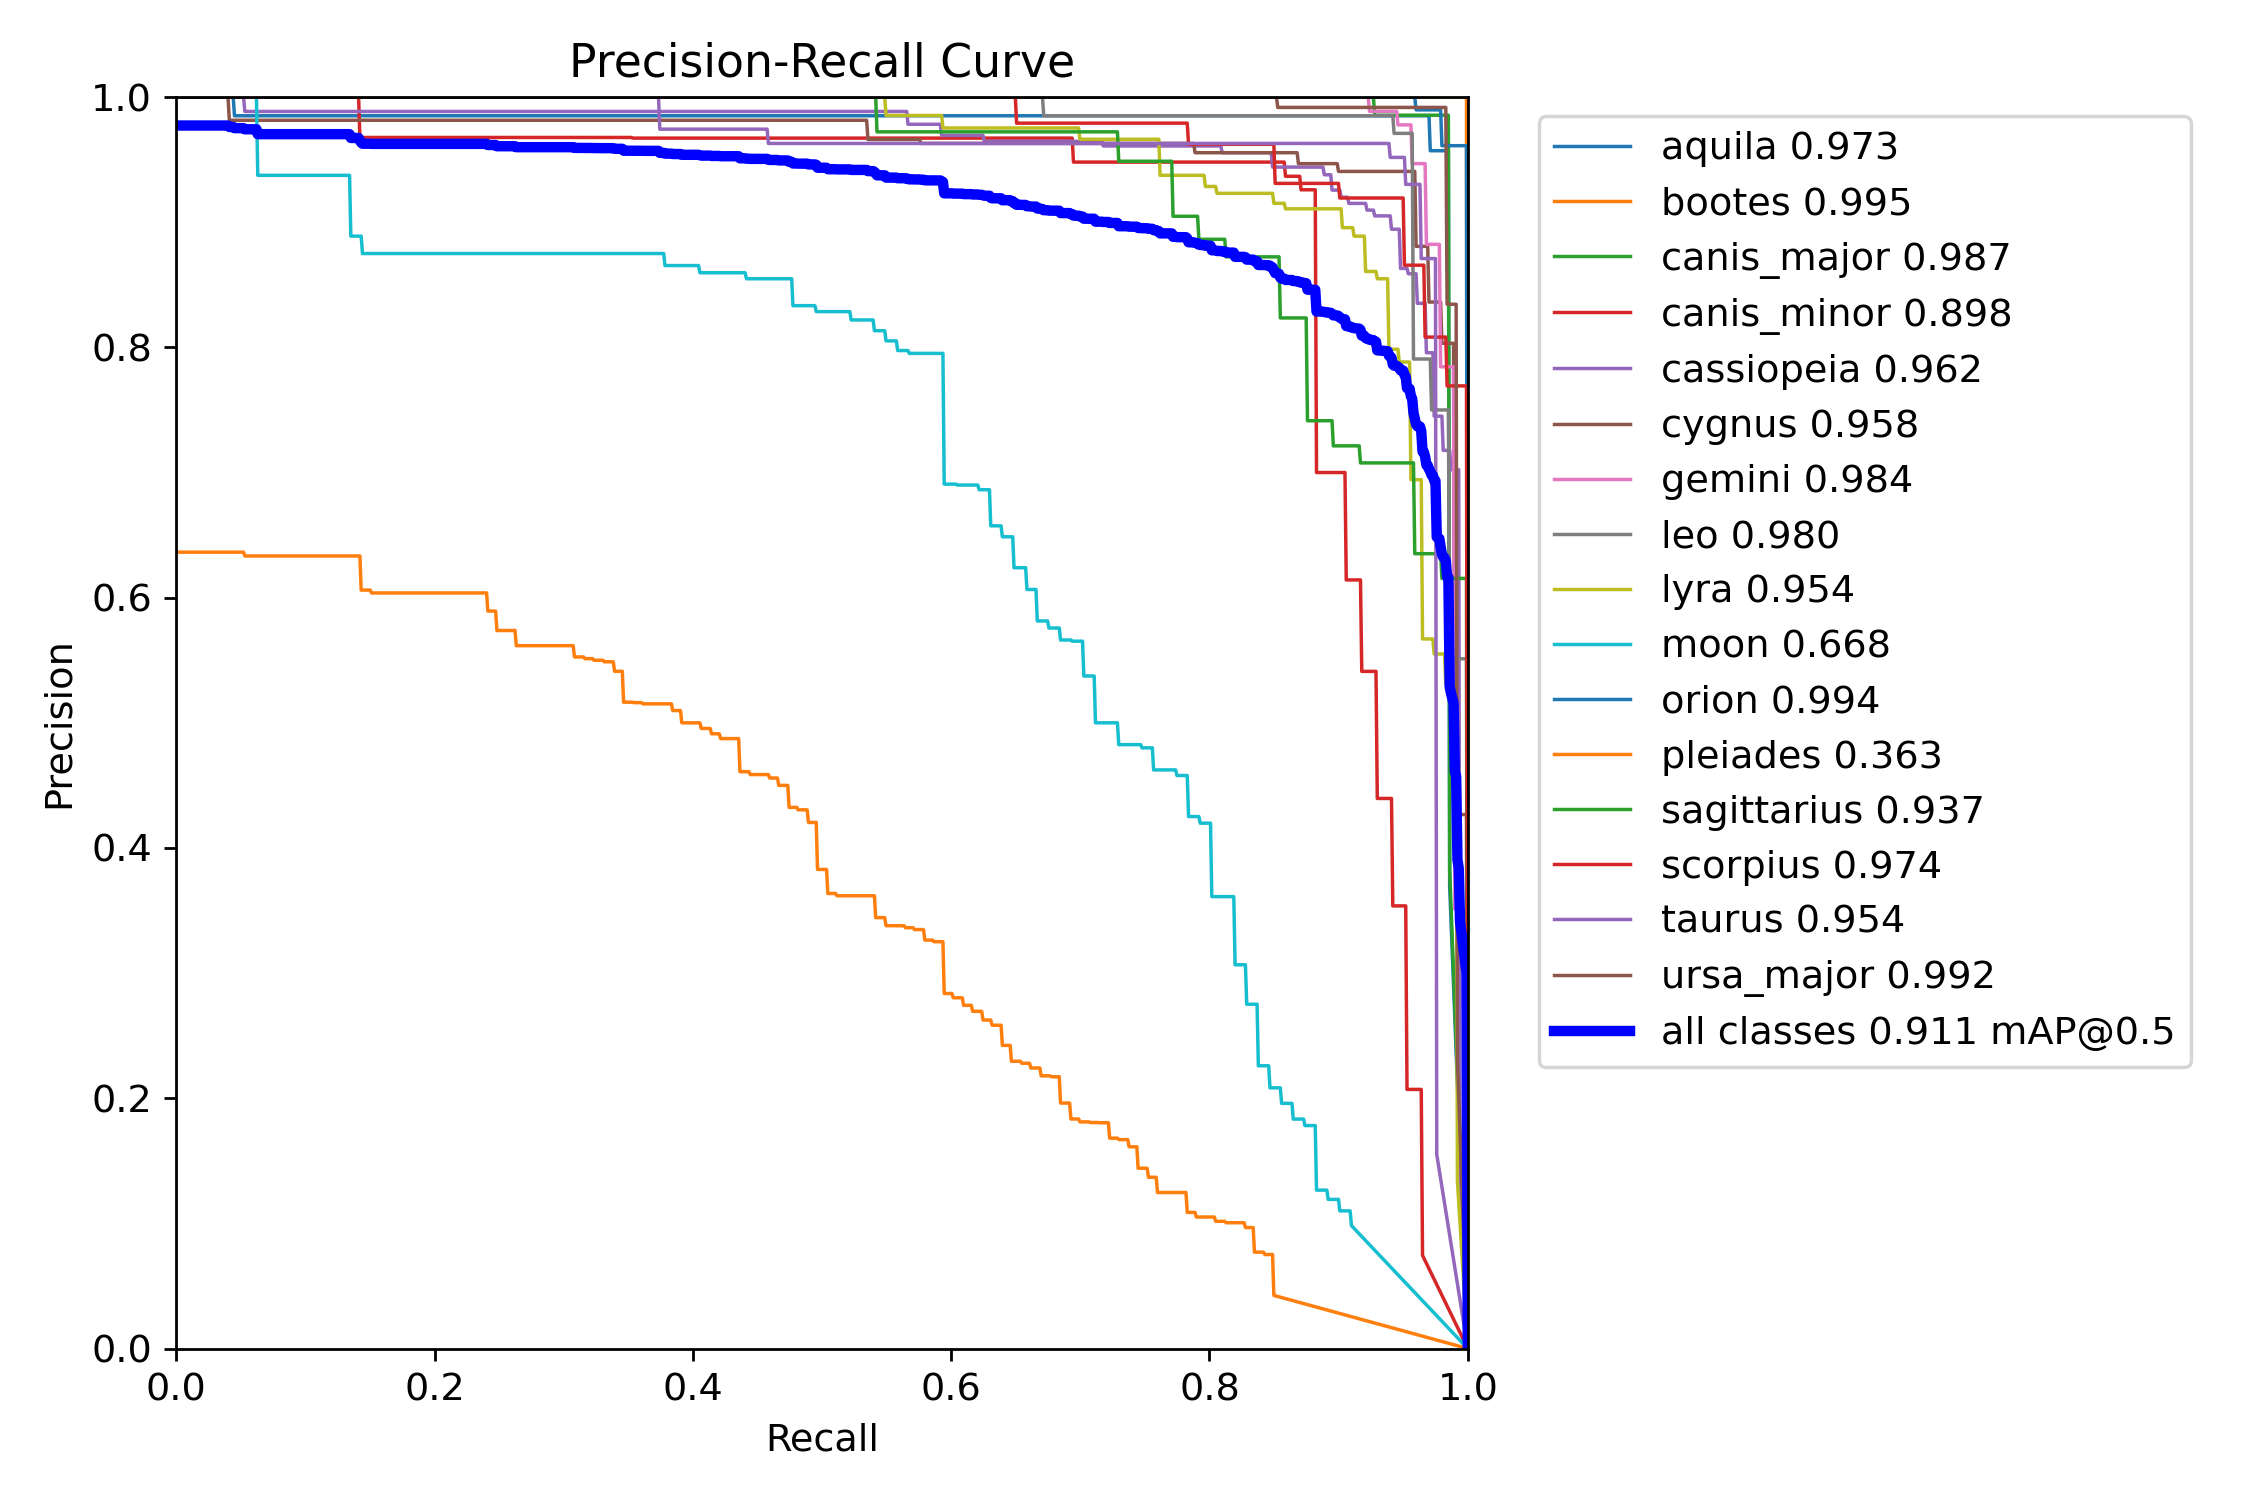 Precision-Recall Curve
1.0
0.8
0.6
0.4
0.2
0.0
Precision
0.0 0.2 0.4 0.6 0.8 1.0
Recall
aquila 0.973
bootes 0.995
canis_major 0.987
canis_minor 0.898
cassiopeia 0.962
cygnus 0.958
gemini 0.984
leo 0.980
lyra 0.954
moon 0.668
orion 0.994
pleiades 0.363
sagittarius 0.937
scorpius 0.974
taurus 0.954
ursa_major 0.992
all classes 0.911 mAP@0.5